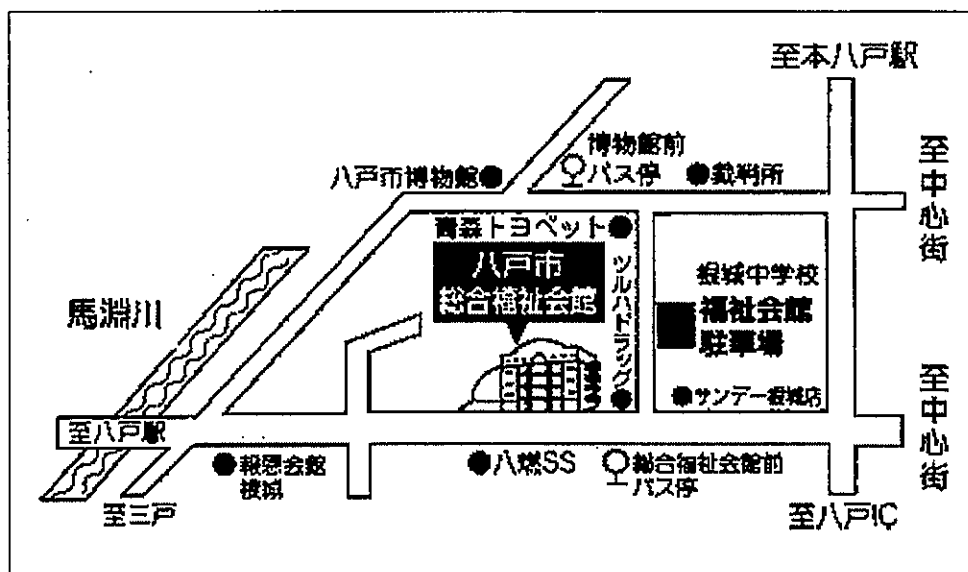 至本八戸駅
博物館前
バス停
八戸市博物館
裁判所
至中心街
青森トヨペット
八戸市
総合福祉会館
ツルハドラッグ
根城中学校
福祉会館
駐車場
馬淵川
サンデー根城店
至中心街
至八戸駅
報恩会館
根城
八燃SS
総合福祉会館前
バス停
至三戸
至八戸IC